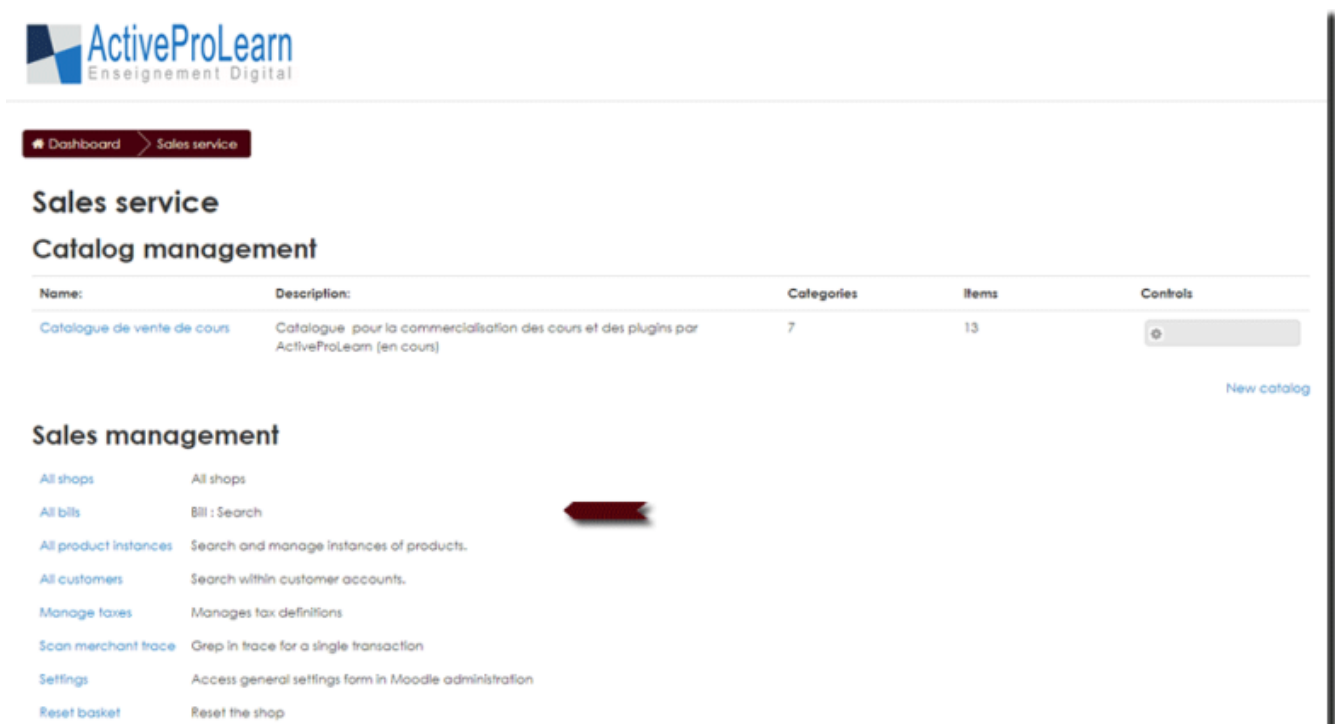 ActiveProLearn
Enseignement Digital
Dashboard Sales service
Sales service
Catalog management
Name: Description: Categories Items Controls
Catalogue de vente de cours Catalogue pour la commercialisation des cours et des plugins par 7 13
ActiveProLearn (en cours)
New catalog
Sales management
All shops All shops
All bills Bill : Search
All product instances Search and manage instances of products.
All customers Search within customer accounts.
Manage taxes Manages tax definitions
Scan merchant trace Grep in trace for a single transaction
Settings Access general settings form in Moodle administration
Reset basket Reset the shop